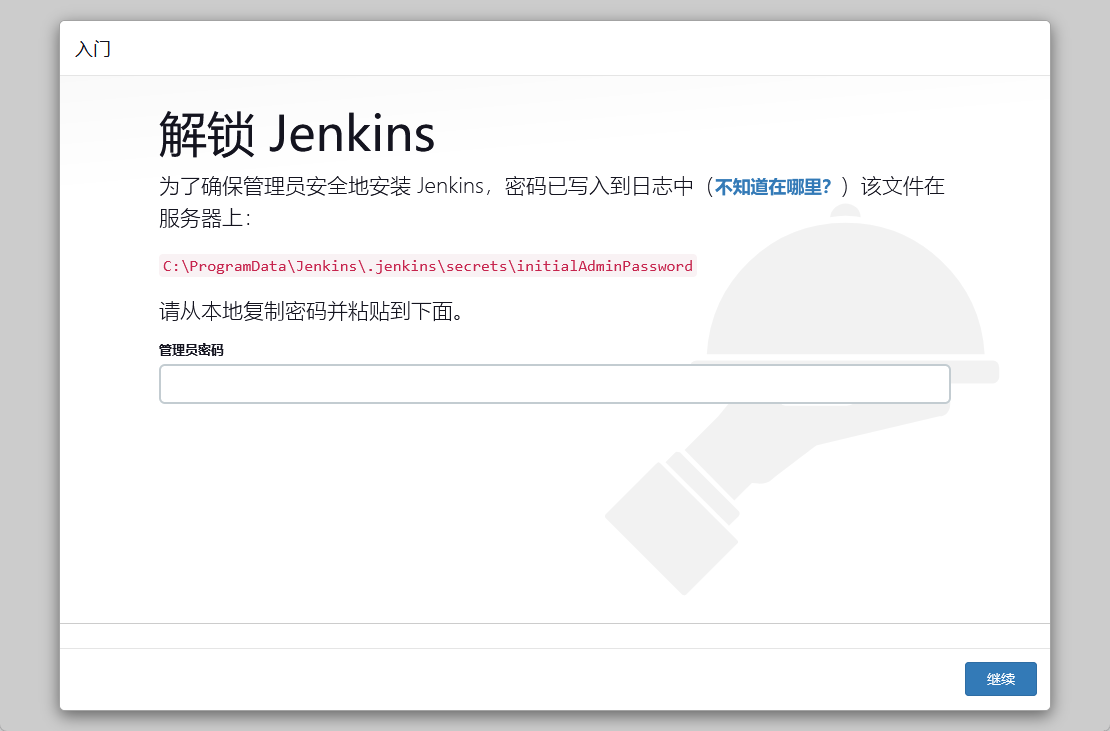 入门
解锁 Jenkins
为了确保管理员安全地安装 Jenkins，密码已写入到日志中（不知道在哪里？）该文件在
服务器上：
C:\ProgramData\Jenkins\.jenkins\secrets\initialAdminPassword
请从本地复制密码并粘贴到下面。
管理员密码
继续